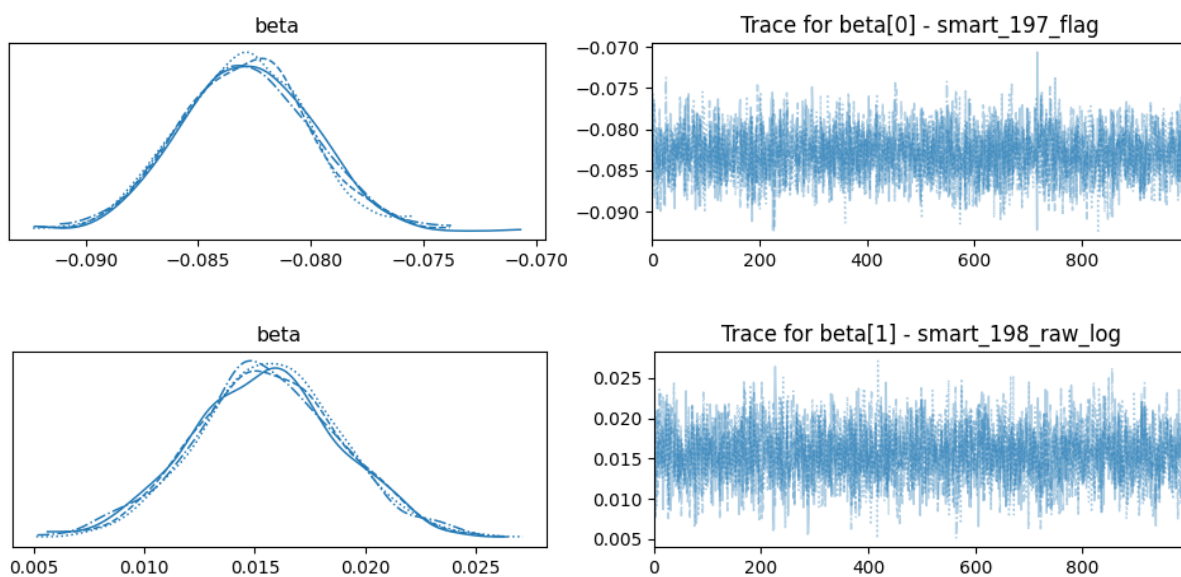 beta
−0.090 −0.085 −0.080 −0.075 −0.070
Trace for beta[0] - smart_197_flag
−0.070
−0.075
−0.080
−0.085
−0.090
0 200 400 600 800
beta
0.005 0.010 0.015 0.020 0.025
Trace for beta[1] - smart_198_raw_log
0.025
0.020
0.015
0.010
0.005
0 200 400 600 800